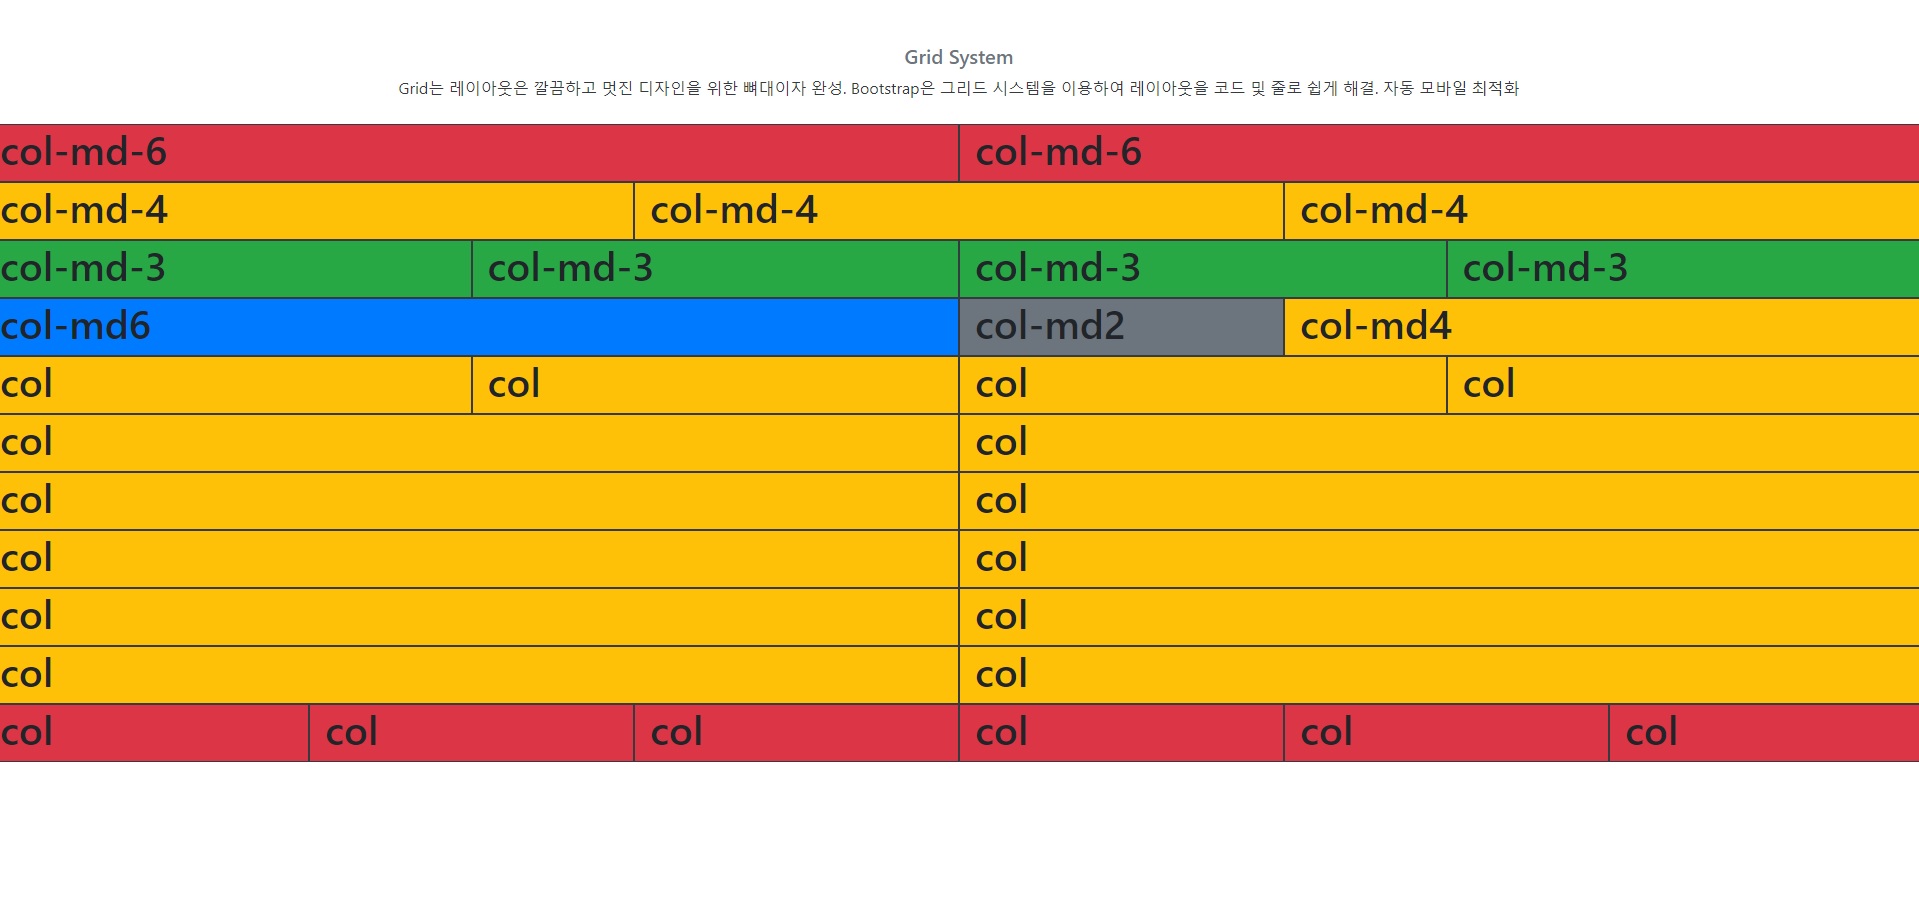 Grid System
Grid는 레이아웃은 깔끔하고 멋진 디자인을 위한 뼈대이자 완성. Bootstrap은 그리드 시스템을 이용하여 레이아웃을 코드 및 줄로 쉽게 해결. 자동 모바일 최적화
col-md-6 col-md-6
col-md-4 col-md-4 col-md-4
col-md-3 col-md-3 col-md-3 col-md-3
col-md6 col-md2 col-md4
col col col col
col col
col col
col col
col col
col col
col col col col col col